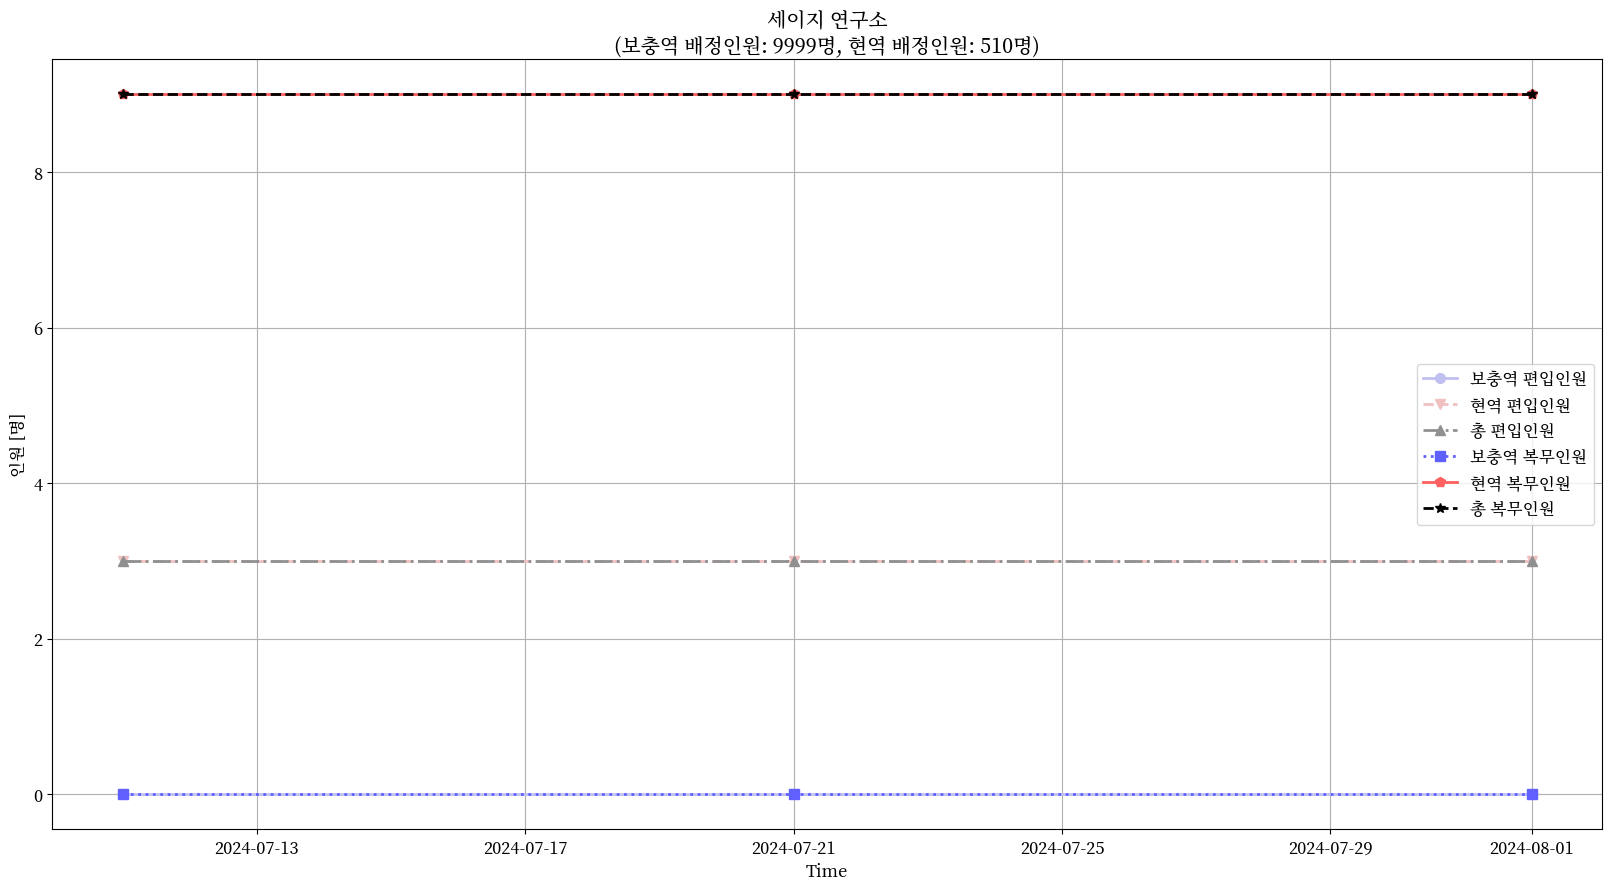 세이지 연구소
(보충역 배정인원: 9999명, 현역 배정인원: 510명)
8
6
4
2
0
인원 [명]
보충역 편입인원
현역 편입인원
총 편입인원
보충역 복무인원
현역 복무인원
총 복무인원
2024-07-13
2024-07-17
2024-07-21
2024-07-25
2024-07-29
2024-08-01
Time